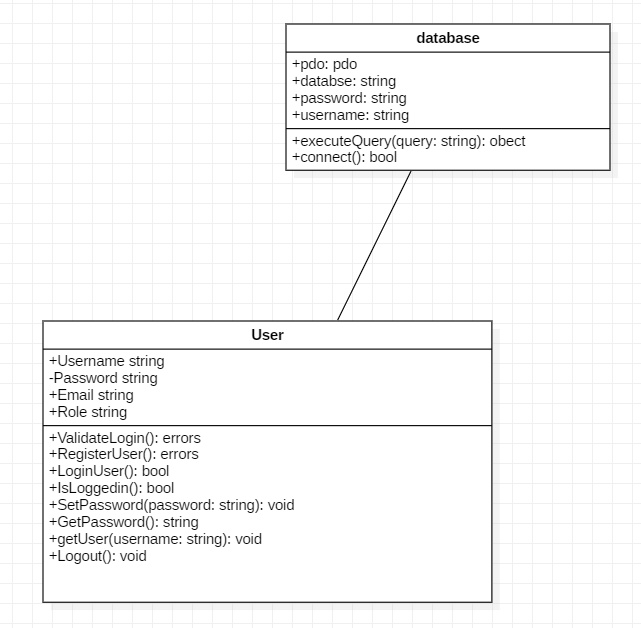 database
+pdo: pdo
+databse: string
+password: string
+username: string
+executeQuery(query: string): obect
+connect(): bool
User
+Username string
-Password string
+Email string
+Role string
+ValidateLogin(): errors
+RegisterUser(): errors
+LoginUser(): bool
+IsLoggedin(): bool
+SetPassword(password: string): void
+GetPassword(): string
+getUser(username: string): void
+Logout(): void